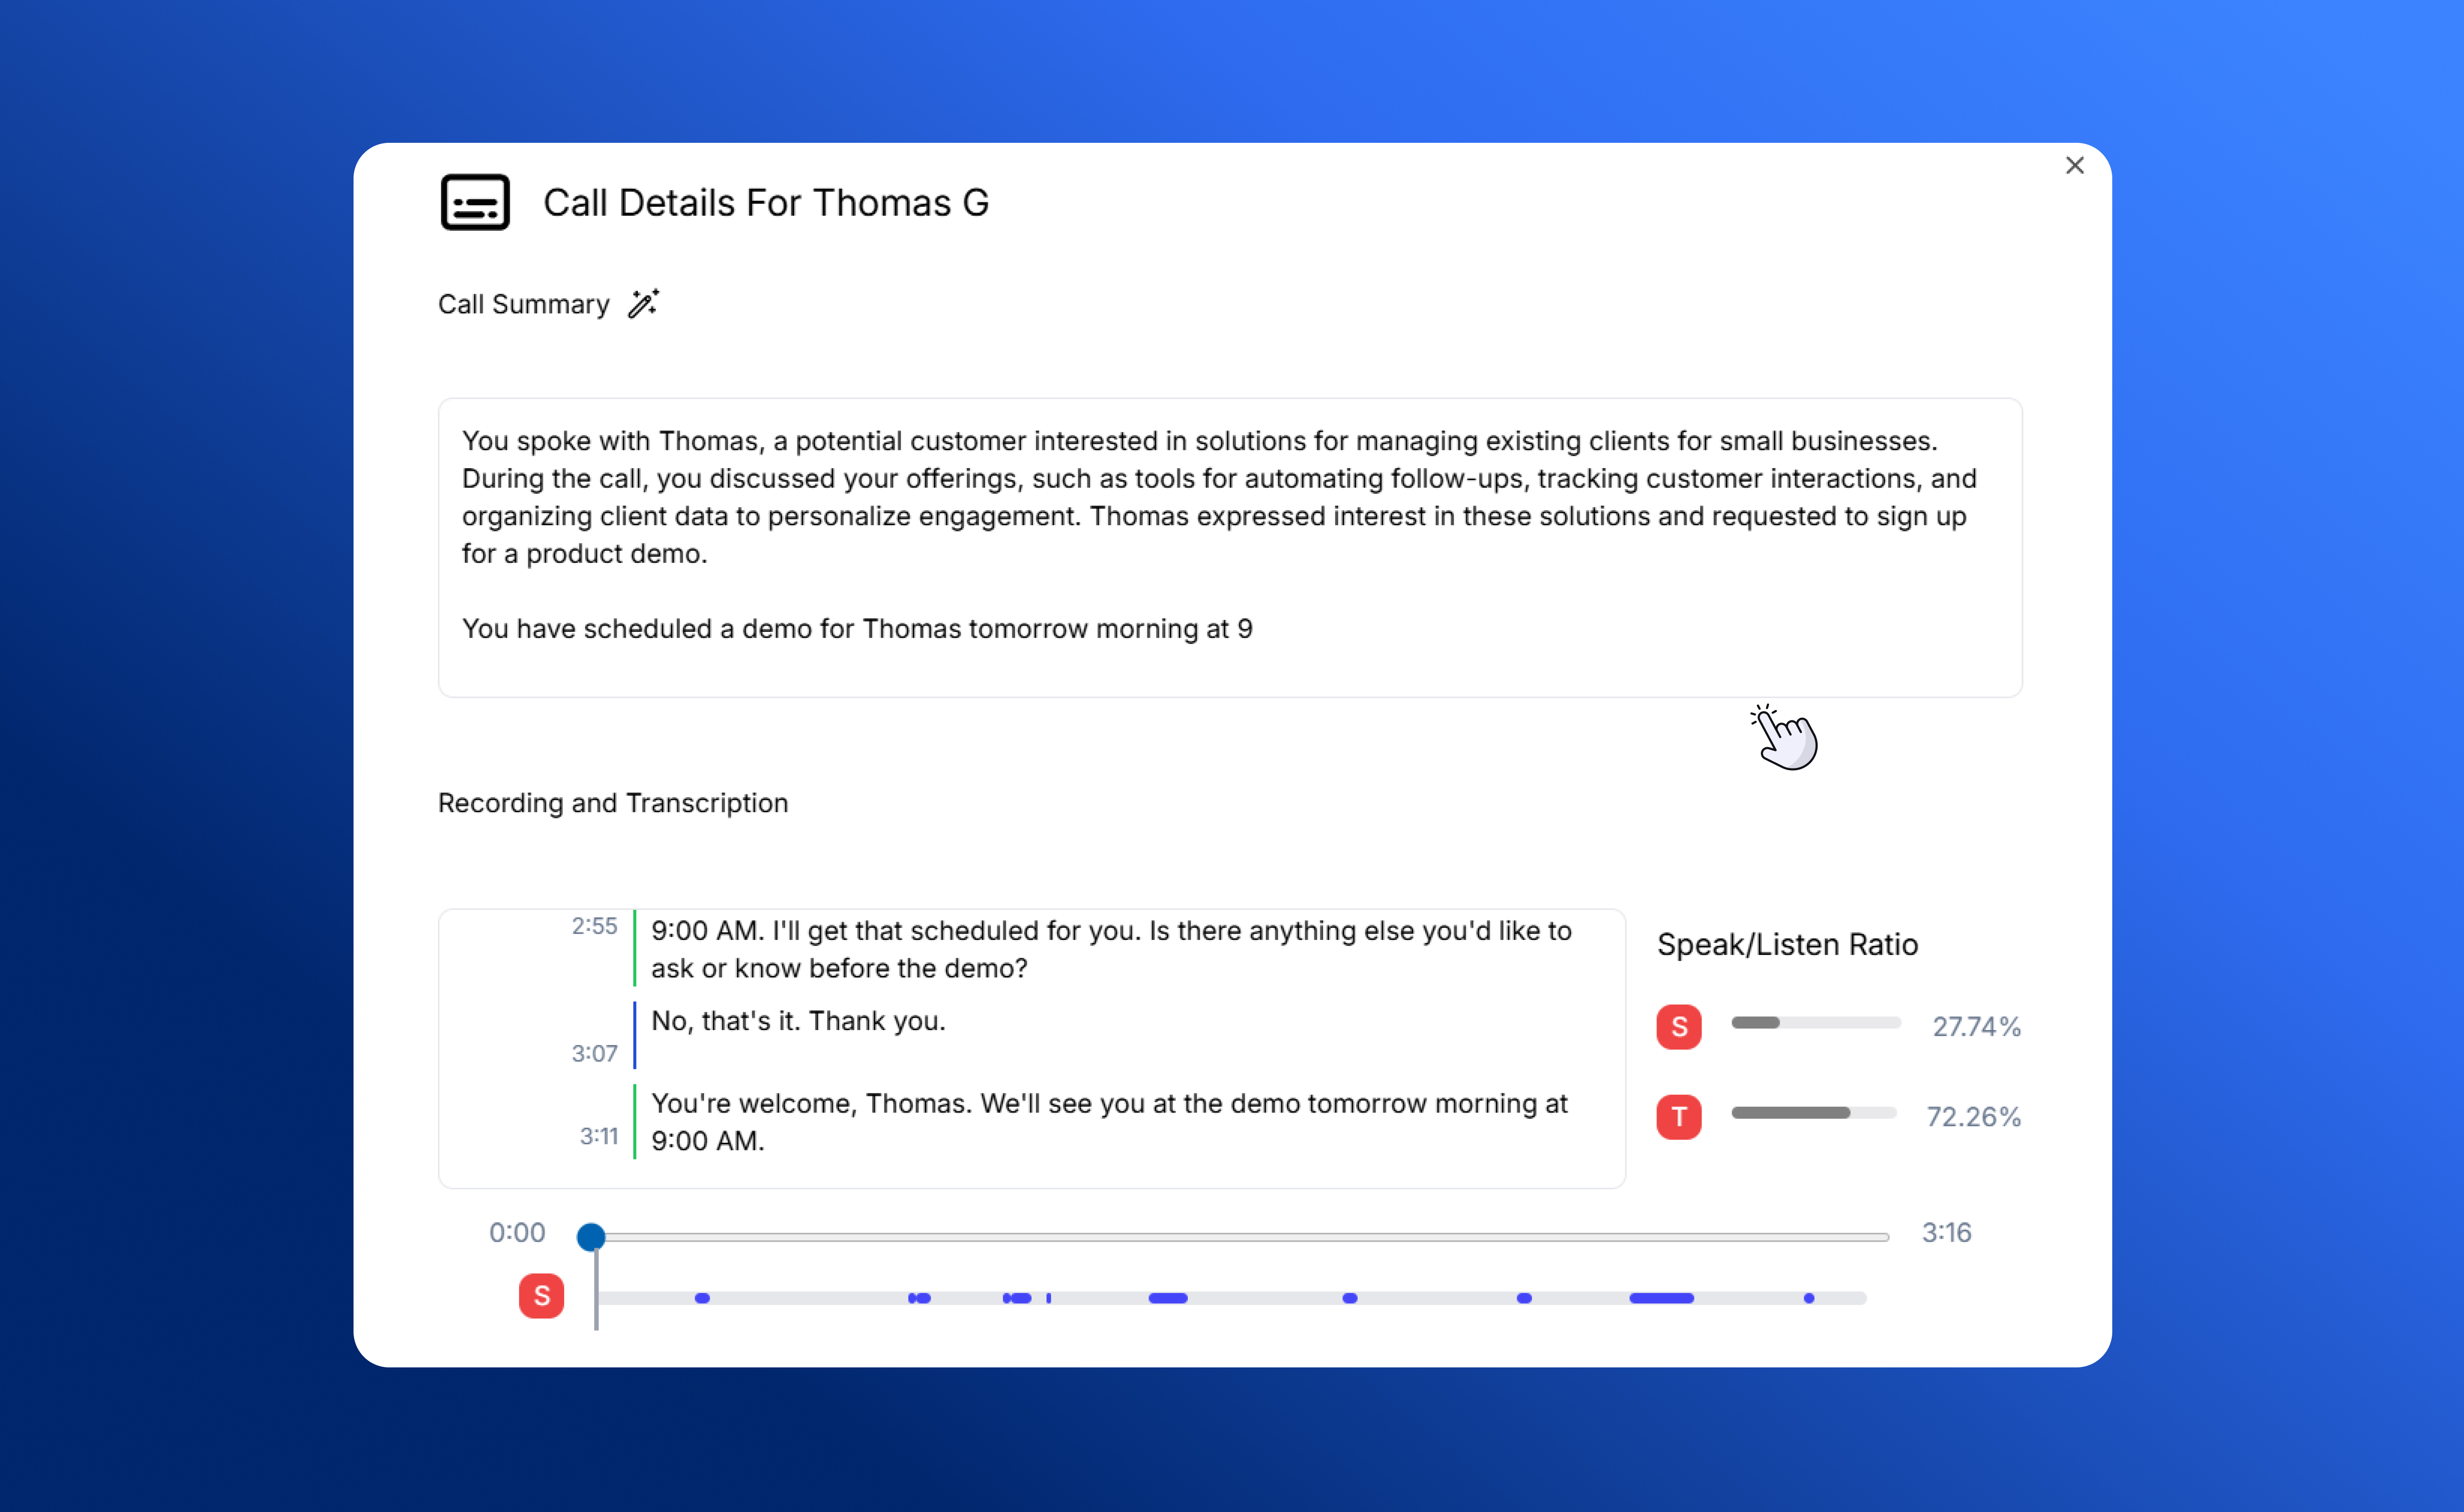 Call Details For Thomas G
Call Summary
You spoke with Thomas, a potential customer interested in solutions for managing existing clients for small businesses.
During the call, you discussed your offerings, such as tools for automating follow-ups, tracking customer interactions, and
organizing client data to personalize engagement. Thomas expressed interest in these solutions and requested to sign up
for a product demo.
You have scheduled a demo for Thomas tomorrow morning at 9
Recording and Transcription
2:55
9:00 AM. I'll get that scheduled for you. Is there anything else you'd like to
ask or know before the demo?
No, that's it. Thank you.
3:07
You're welcome, Thomas. We'll see you at the demo tomorrow morning at
3:11
9:00 AM.
Speak/Listen Ratio
S 27.74%
T 72.26%
0:00 3:16
S